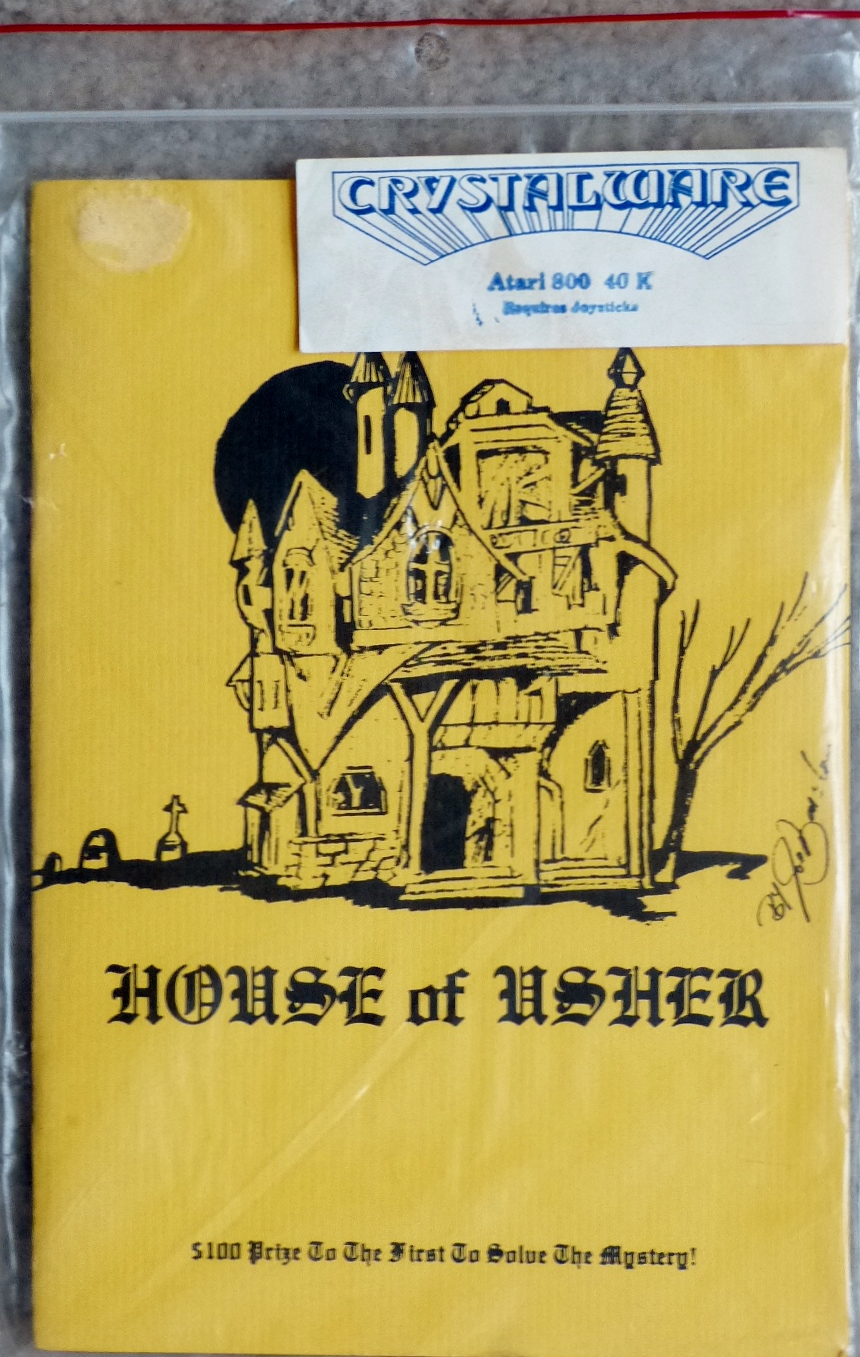 CRYSTALWARE
Atari 800 40 K
Requires Joysticks
HOUSE of USHER
$100 Prize To The First To Solve The Mystery!